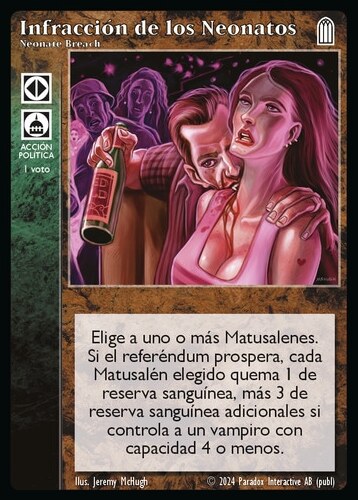 Infracción de los Neonatos
Neonate Breach
ACCIÓN
POLÍTICA
1 voto
Elige a uno o más Matusalenes.
Si el referéndum prospera, cada
Matusalén elegido quema 1 de
reserva sanguínea, más 3 de
reserva sanguínea adicionales si
controla a un vampiro con
capacidad 4 o menos.
Ilus. Jeremy McHugh © 2024 Paradox Interactive AB (publ)